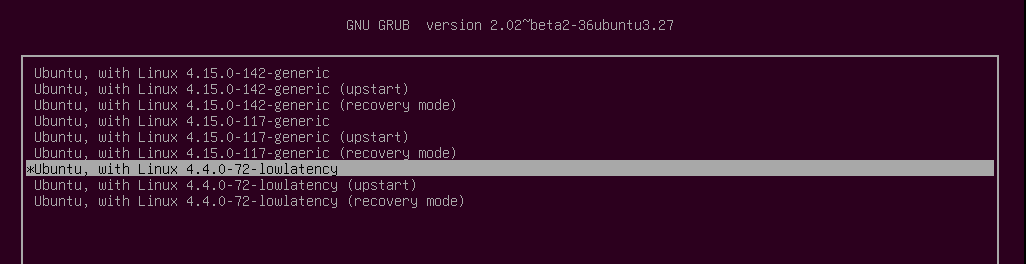 GNU GRUB  version 2.02~beta2-36ubuntu3.27
Ubuntu, with Linux 4.15.0-142-generic
Ubuntu, with Linux 4.15.0-142-generic (upstart)
Ubuntu, with Linux 4.15.0-142-generic (recovery mode)
Ubuntu, with Linux 4.15.0-117-generic
Ubuntu, with Linux 4.15.0-117-generic (upstart)
Ubuntu, with Linux 4.15.0-117-generic (recovery mode)
*Ubuntu, with Linux 4.4.0-72-lowlatency
Ubuntu, with Linux 4.4.0-72-lowlatency (upstart)
Ubuntu, with Linux 4.4.0-72-lowlatency (recovery mode)